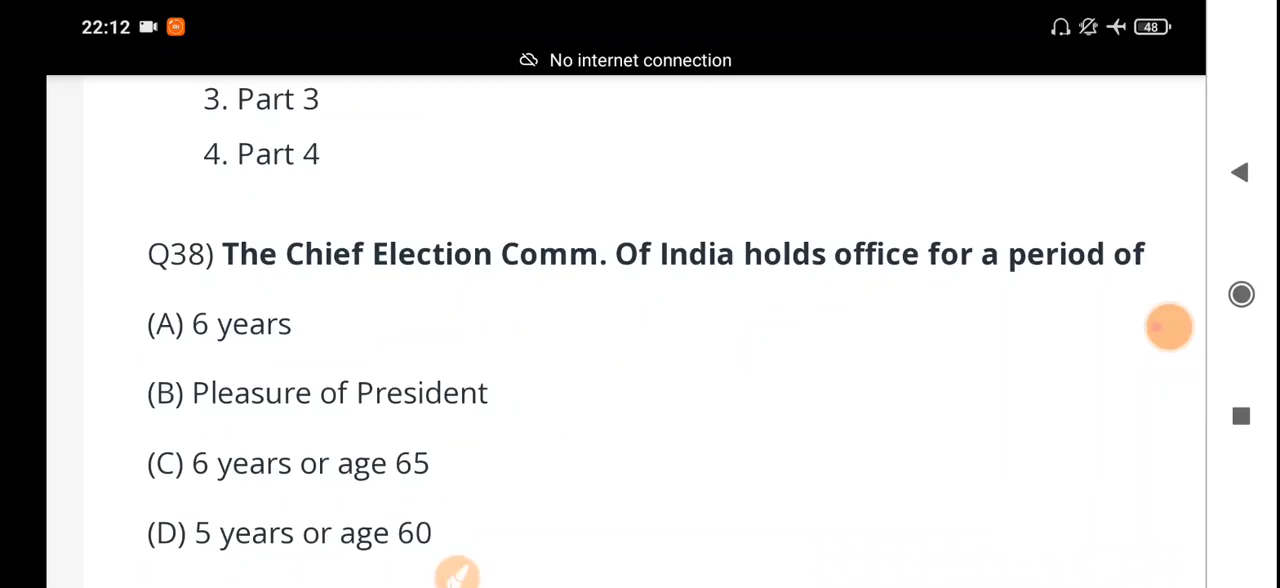 22:12
48
No internet connection
3. Part 3
4. Part 4
Q38) The Chief Election Comm. Of India holds office for a period of
(A) 6 years
(B) Pleasure of President
(C) 6 years or age 65
(D) 5 years or age 60